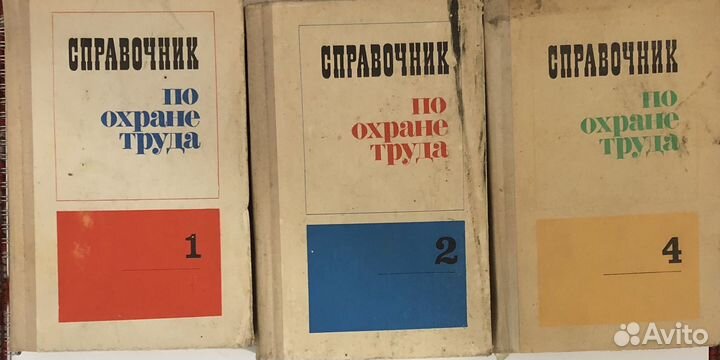 СПРАВОЧНИК
по
охране
труда
1
СПРАВОЧНИК
по
охране
труда
2
СПРАВОЧНИК
по
охране
труда
4
Avito